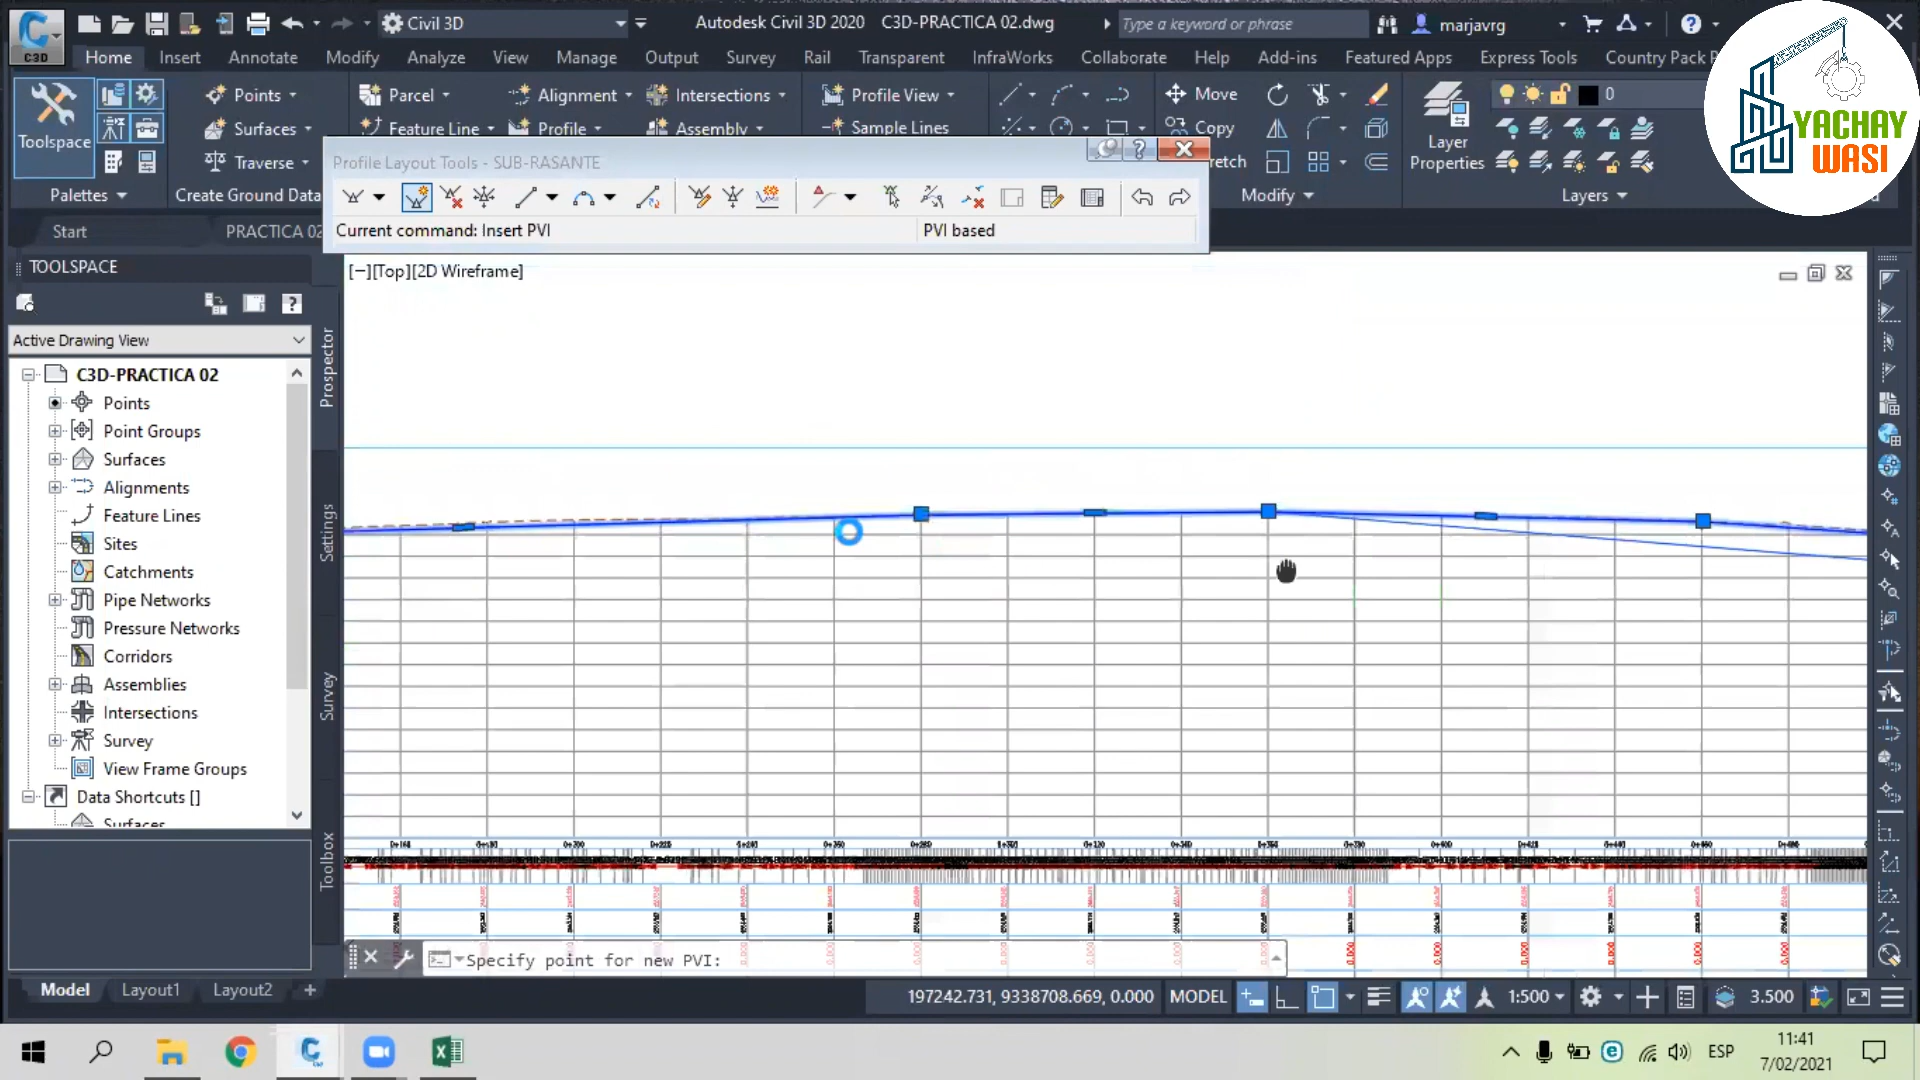 Civil 3D
Autodesk Civil 3D 2020 C3D-PRACTICA 02.dwg
Type a keyword or phrase
marjavrg
C3D
Home Insert Annotate Modify Analyze View Manage Output Survey Rail Transparent InfraWorks Collaborate Help Add-ins Featured Apps Express Tools Country Pack
YACHAY
WASI
Toolspace
Points
Surfaces
Traverse
Parcel
Feature Line
Alignment
Profile
Intersections
Assembly
Profile View
Sample Lines
Move
Copy
Layer
Properties
0
Palettes
Create Ground Data
Modify
Layers
Profile Layout Tools - SUB-RASANTE
Current command: Insert PVI
PVI based
Start
PRACTICA 02
[−][Top][2D Wireframe]
TOOLSPACE
Active Drawing View
C3D-PRACTICA 02
Points
Point Groups
Surfaces
Alignments
Feature Lines
Sites
Catchments
Pipe Networks
Pressure Networks
Corridors
Assemblies
Intersections
Survey
View Frame Groups
Data Shortcuts []
Surfaces
Prospector
Settings
Survey
Toolbox
Specify point for new PVI:
Model Layout1 Layout2 +
197242.731, 9338708.669, 0.000 MODEL
1:500
3.500
ESP
11:41
7/02/2021